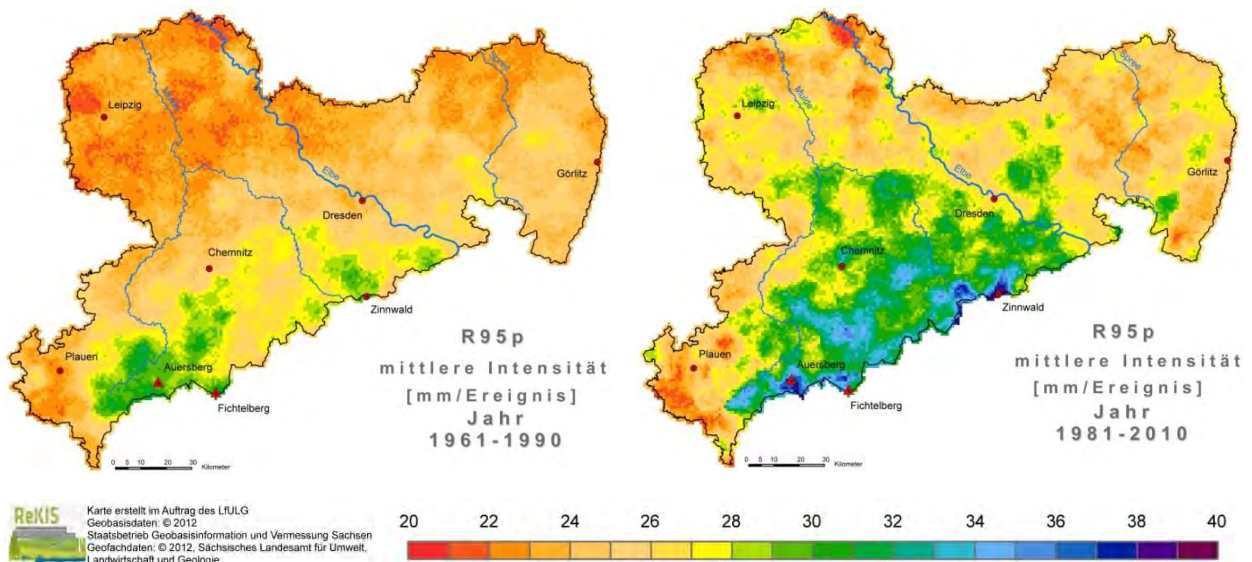 Leipzig
Mulde
Elbe
Spree
Görlitz
Dresden
Chemnitz
Zinnwald
Plauen
Auersberg
Fichtelberg
R95p
mittlere Intensität
[mm/Ereignis]
Jahr
1961-1990
0 5 10 20 30
Kilometer
Leipzig
Mulde
Elbe
Spree
Görlitz
Dresden
Chemnitz
Zinnwald
Plauen
Auersberg
Fichtelberg
R95p
mittlere Intensität
[mm/Ereignis]
Jahr
1981-2010
0 5 10 20 30
Kilometer
ReKIS
Karte erstellt im Auftrag des LfULG
Geobasisdaten: © 2012
Staatsbetrieb Geobasisinformation und Vermessung Sachsen
Geofachdaten: © 2012, Sächsisches Landesamt für Umwelt,
Landwirtschaft und Geologie
20 22 24 26 28 30 32 34 36 38 40